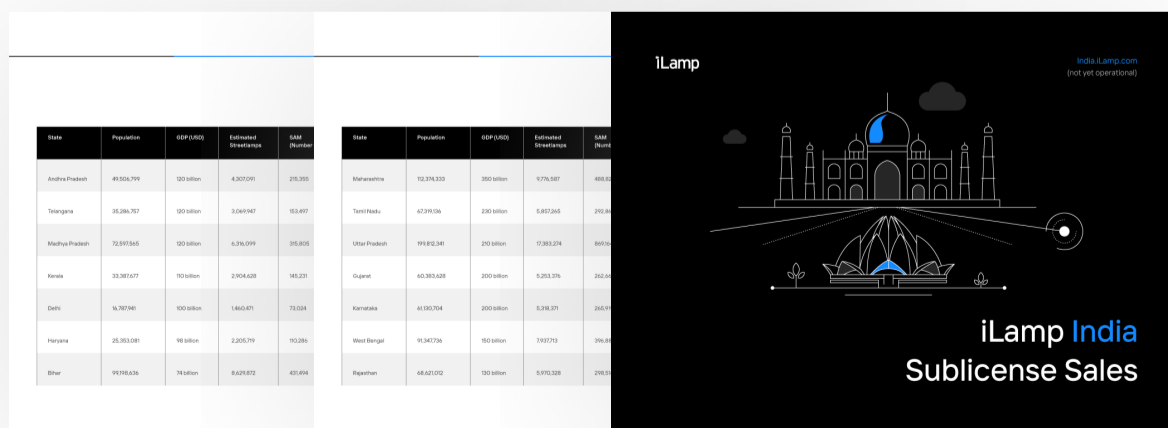 State Population GDP (USD) Estimated Streetlamps SAM (Number
Andhra Pradesh 49,506,799 120 billion 4,307,091 215,355
Telangana 35,286,757 120 billion 3,069,947 153,497
Madhya Pradesh 72,597,565 120 billion 6,316,099 315,805
Kerala 33,387,677 110 billion 2,904,628 145,231
Delhi 16,787,941 100 billion 1,460,471 73,024
Haryana 25,353,081 98 billion 2,205,719 110,286
Bihar 99,198,636 74 billion 8,629,872 431,494
State Population GDP (USD) Estimated Streetlamps SAM
Maharashtra 112,374,333 350 billion 9,776,587
Tamil Nadu 67,319,136 230 billion 5,857,265
Uttar Pradesh 199,812,341 210 billion 17,383,274
Gujarat 60,383,628 200 billion 5,253,376
Karnataka 61,130,704 200 billion 5,318,371
West Bengal 91,347,736 150 billion 7,937,713
Rajasthan 68,621,012 130 billion 5,970,328
iLamp
India.iLamp.com
(not yet operational)
iLamp India
Sublicense Sales